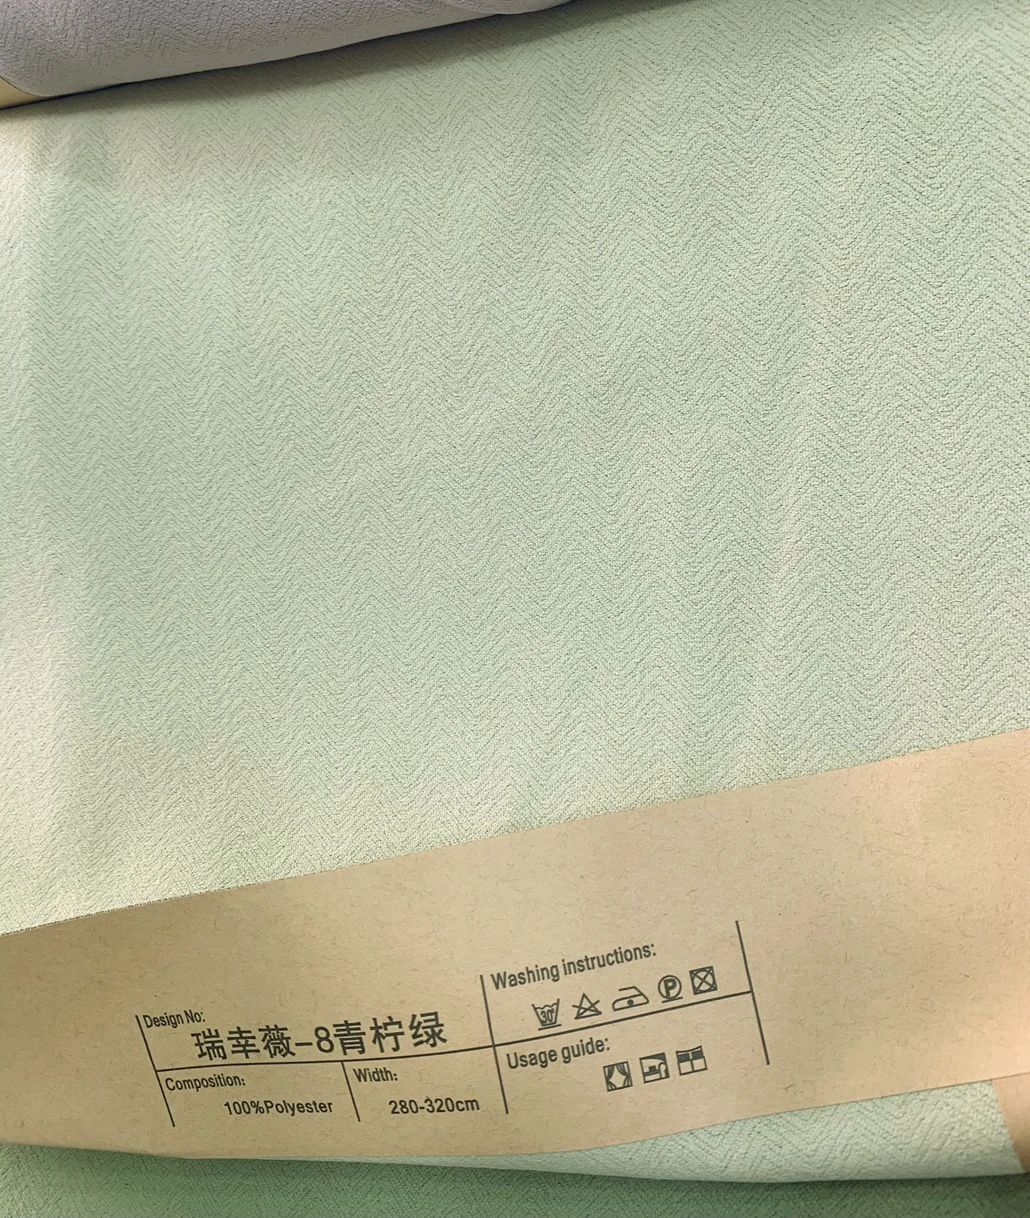 Design No:
瑞幸薇-8青柠绿
Composition:
100%Polyester
Width:
280-320cm
Washing instructions:
30°
P
Usage guide: